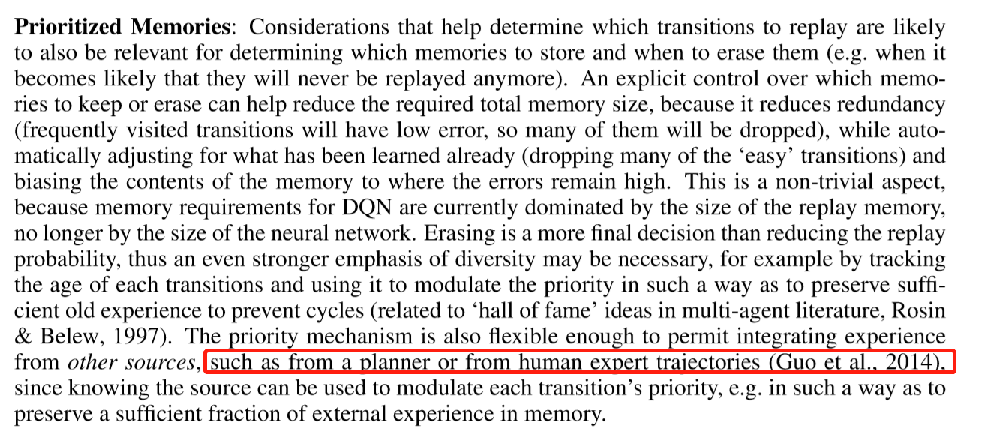 Prioritized Memories: Considerations that help determine which transitions to replay are likely
to also be relevant for determining which memories to store and when to erase them (e.g. when it
becomes likely that they will never be replayed anymore). An explicit control over which memo-
ries to keep or erase can help reduce the required total memory size, because it reduces redundancy
(frequently visited transitions will have low error, so many of them will be dropped), while auto-
matically adjusting for what has been learned already (dropping many of the ‘easy’ transitions) and
biasing the contents of the memory to where the errors remain high. This is a non-trivial aspect,
because memory requirements for DQN are currently dominated by the size of the replay memory,
no longer by the size of the neural network. Erasing is a more final decision than reducing the replay
probability, thus an even stronger emphasis of diversity may be necessary, for example by tracking
the age of each transitions and using it to modulate the priority in such a way as to preserve suffi-
cient old experience to prevent cycles (related to ‘hall of fame’ ideas in multi-agent literature, Rosin
& Belew, 1997). The priority mechanism is also flexible enough to permit integrating experience
from other sources, such as from a planner or from human expert trajectories (Guo et al., 2014),
since knowing the source can be used to modulate each transition’s priority, e.g. in such a way as to
preserve a sufficient fraction of external experience in memory.